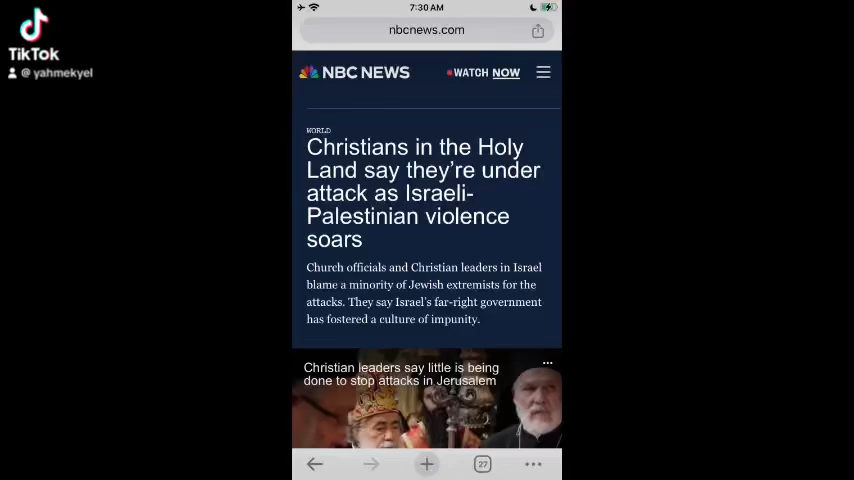 TikTok
@yahmekyel
7:30 AM
nbcnews.com
NBC NEWS
WATCH NOW
WORLD
Christians in the Holy
Land say they're under
attack as Israeli-
Palestinian violence
soars
Church officials and Christian leaders in Israel
blame a minority of Jewish extremists for the
attacks. They say Israel's far-right government
has fostered a culture of impunity.
Christian leaders say little is being
done to stop attacks in Jerusalem
27